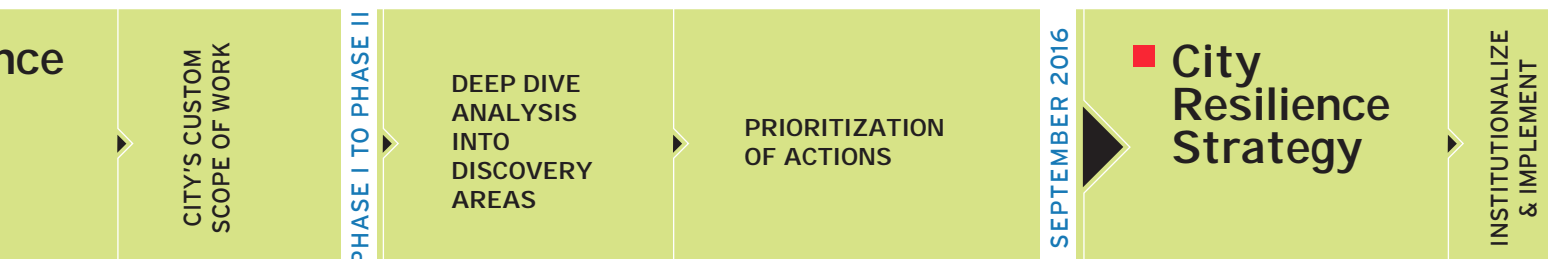 nce
CITY'S CUSTOM
SCOPE OF WORK
PHASE I TO PHASE II
DEEP DIVE
ANALYSIS
INTO
DISCOVERY
AREAS
PRIORITIZATION
OF ACTIONS
SEPTEMBER 2016
City
Resilience
Strategy
INSTITUTIONALIZE
& IMPLEMENT